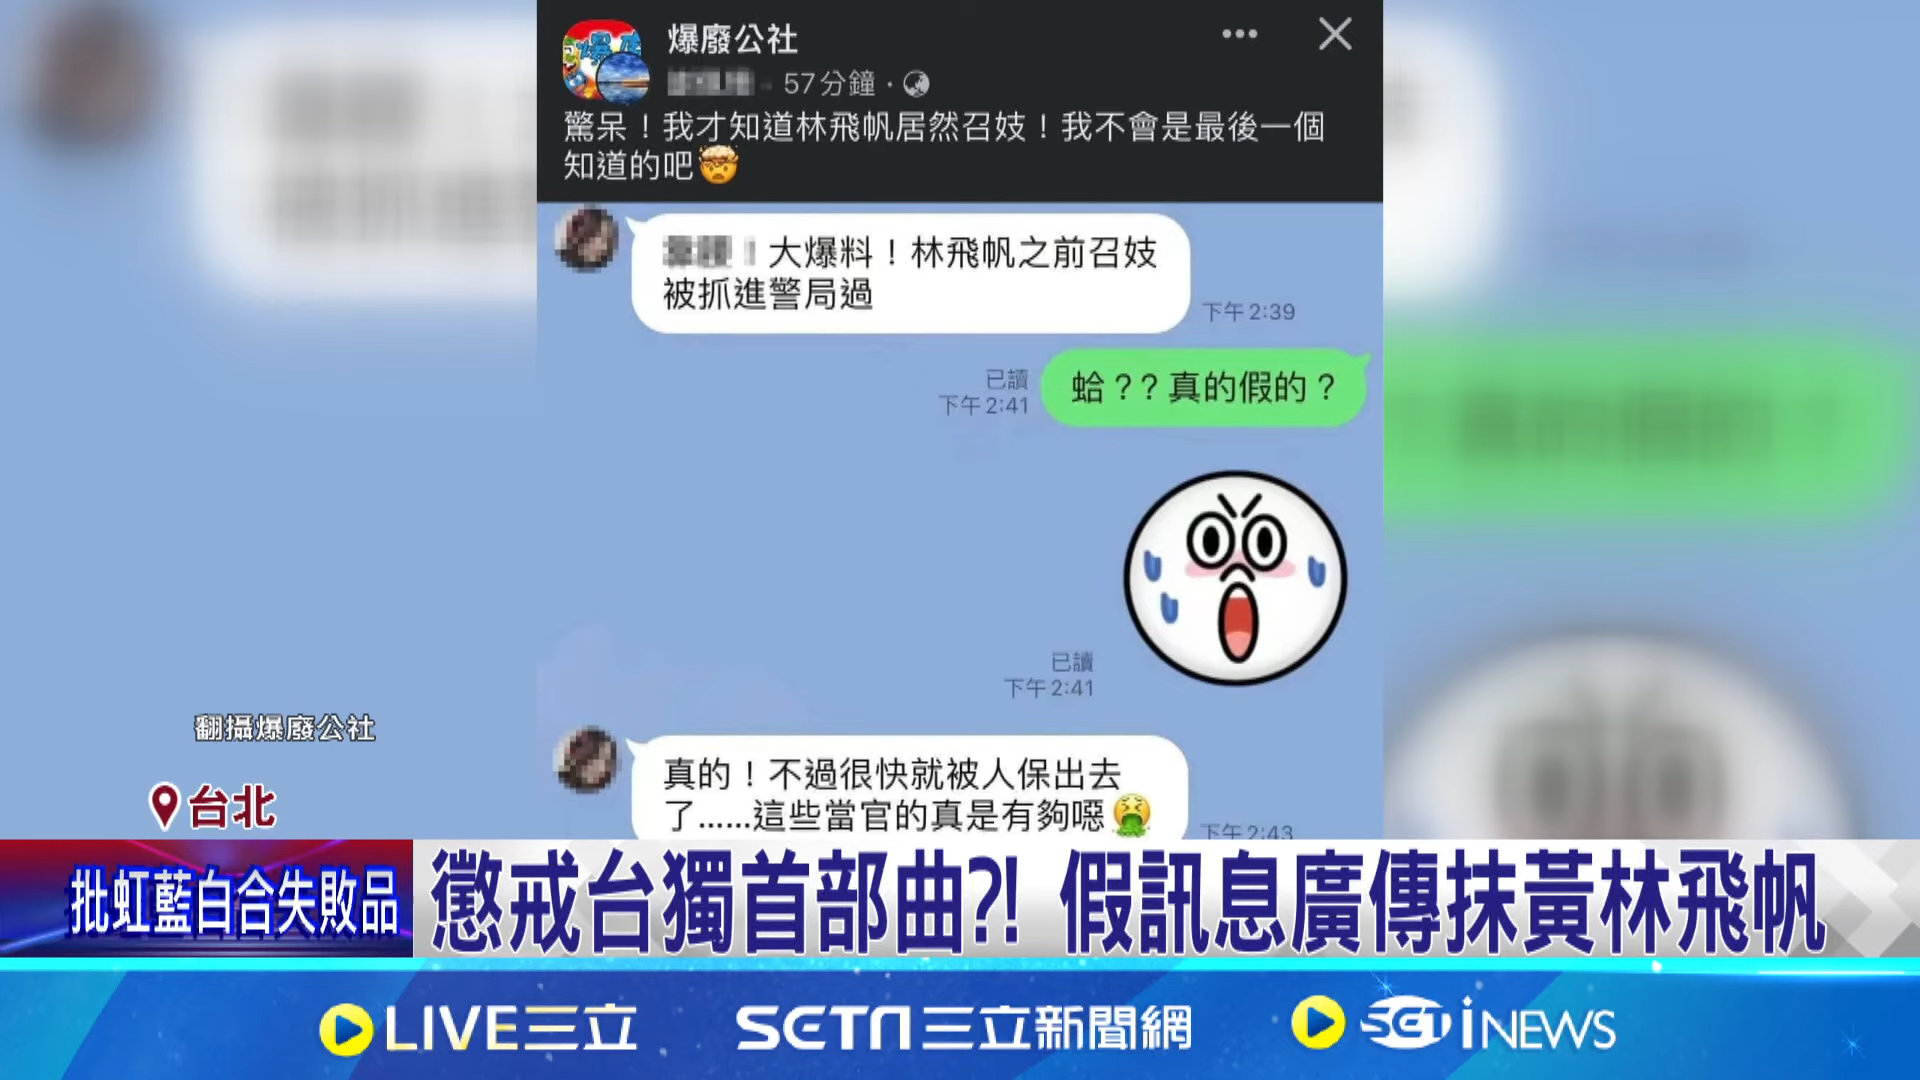 爆廢公社
57分鐘
驚呆！我才知道林飛帆居然召妓！我不會是最後一個
知道的吧
！大爆料！林飛帆之前召妓
被抓進警局過
下午2:39
蛤？？真的假的？
已讀
下午2:41
已讀
下午2:41
真的！不過很快就被人保出去
了……這些當官的真是有夠噁
下午2:43
翻攝爆廢公社
台北
批虹藍白合失敗品
懲戒台獨首部曲?! 假訊息廣傳抹黃林飛帆
LIVE三立
SETN三立新聞網
SET iNEWS